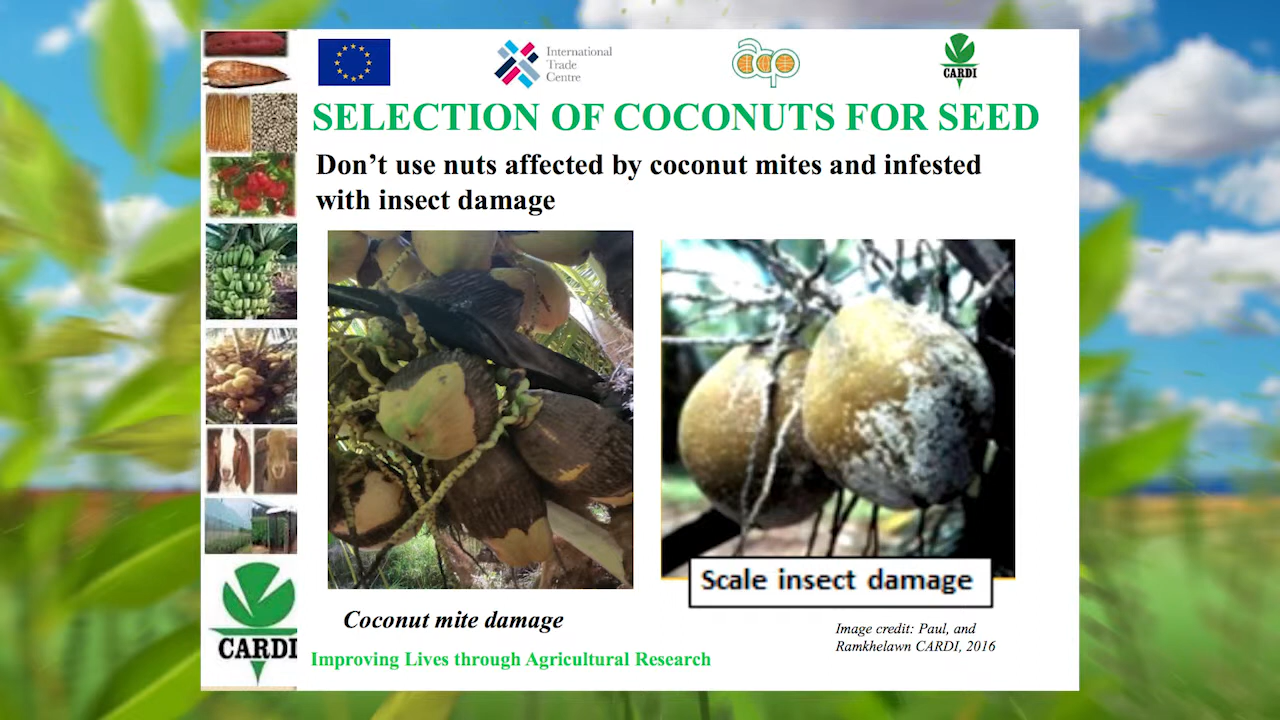 International
Trade
Centre
acp
CARDI
SELECTION OF COCONUTS FOR SEED
Don’t use nuts affected by coconut mites and infested
with insect damage
Scale insect damage
Coconut mite damage
Image credit: Paul, and
Ramkhelawn CARDI, 2016
CARDI
Improving Lives through Agricultural Research